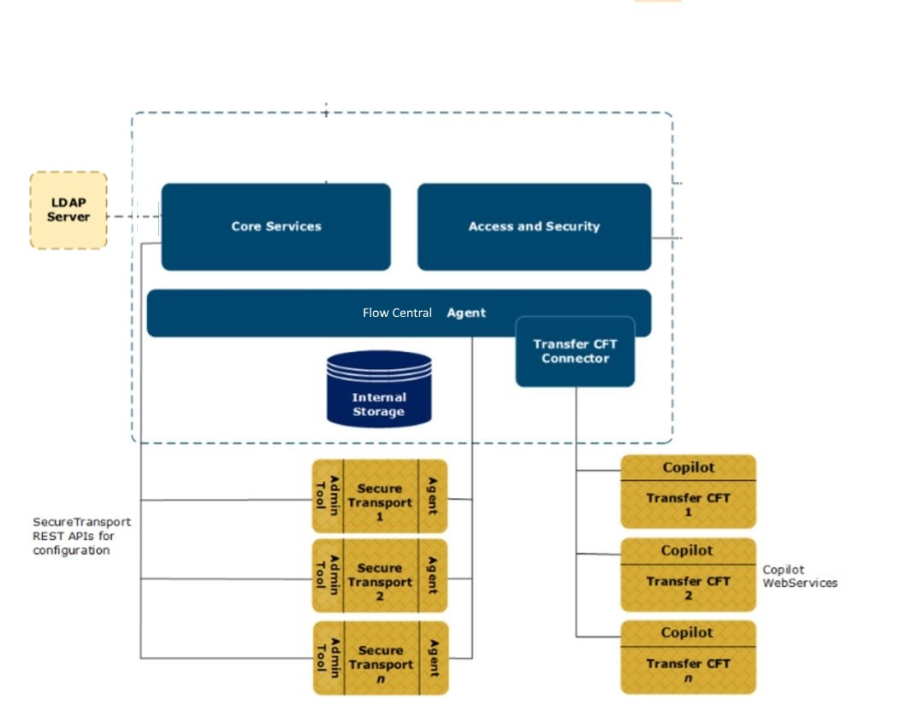 LDAP
Server
Core Services
Access and Security
Flow Central Agent
Transfer CFT
Connector
Internal
Storage
SecureTransport
REST APIs for
configuration
Admin
Tool
Secure
Transport
1
Agent
Admin
Tool
Secure
Transport
2
Agent
Admin
Tool
Secure
Transport
n
Agent
Copilot
Transfer CFT
1
Copilot
Transfer CFT
2
Copilot
WebServices
Copilot
Transfer CFT
n